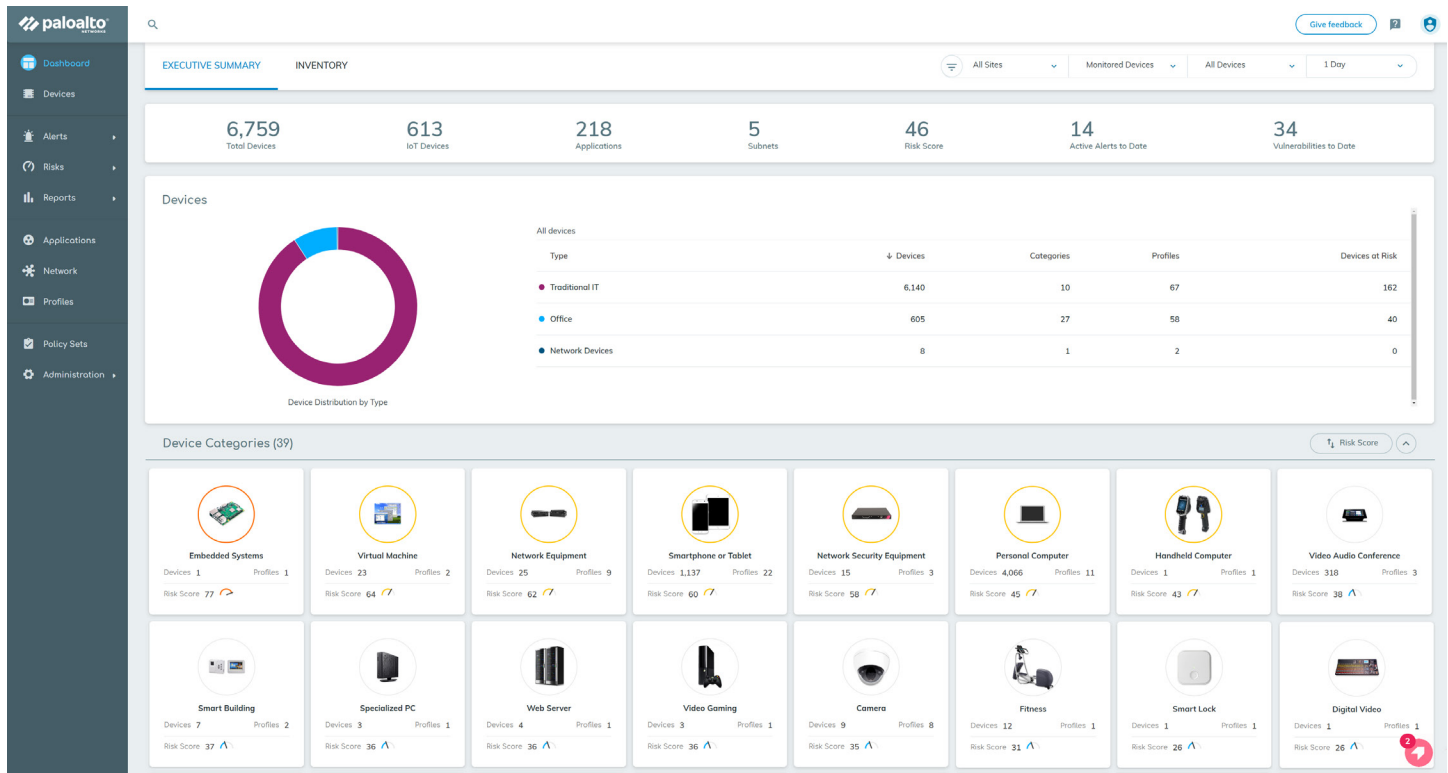 paloalto
NETWORKS
Give feedback
?
Dashboard
Devices
Alerts
Risks
Reports
Applications
Network
Profiles
Policy Sets
Administration
EXECUTIVE SUMMARY INVENTORY All Sites Monitored Devices All Devices 1 Day
6,759 613 218 5 46 14 34
Total Devices IoT Devices Applications Subnets Risk Score Active Alerts to Date Vulnerabilities to Date
Devices
Device Distribution by Type
All devices
Type Devices Categories Profiles Devices at Risk
Traditional IT 6,140 10 67 162
Office 605 27 58 40
Network Devices 8 1 2 0
Device Categories (39) Risk Score
Embedded Systems Virtual Machine Network Equipment Smartphone or Tablet Network Security Equipment Personal Computer Handheld Computer Video Audio Conference
Devices 1 Profiles 1 Devices 23 Profiles 2 Devices 25 Profiles 9 Devices 1,137 Profiles 22 Devices 15 Profiles 3 Devices 4,066 Profiles 11 Devices 1 Profiles 1 Devices 318 Profiles 3
Risk Score 77 Risk Score 64 Risk Score 62 Risk Score 60 Risk Score 58 Risk Score 45 Risk Score 43 Risk Score 38
Smart Building Specialized PC Web Server Video Gaming Camera Fitness Smart Lock Digital Video
Devices 7 Profiles 2 Devices 3 Profiles 1 Devices 4 Profiles 1 Devices 3 Profiles 1 Devices 9 Profiles 8 Devices 12 Profiles 1 Devices 1 Profiles 1 Devices 1 Profiles 1
Risk Score 37 Risk Score 36 Risk Score 36 Risk Score 36 Risk Score 35 Risk Score 31 Risk Score 26 Risk Score 26
2